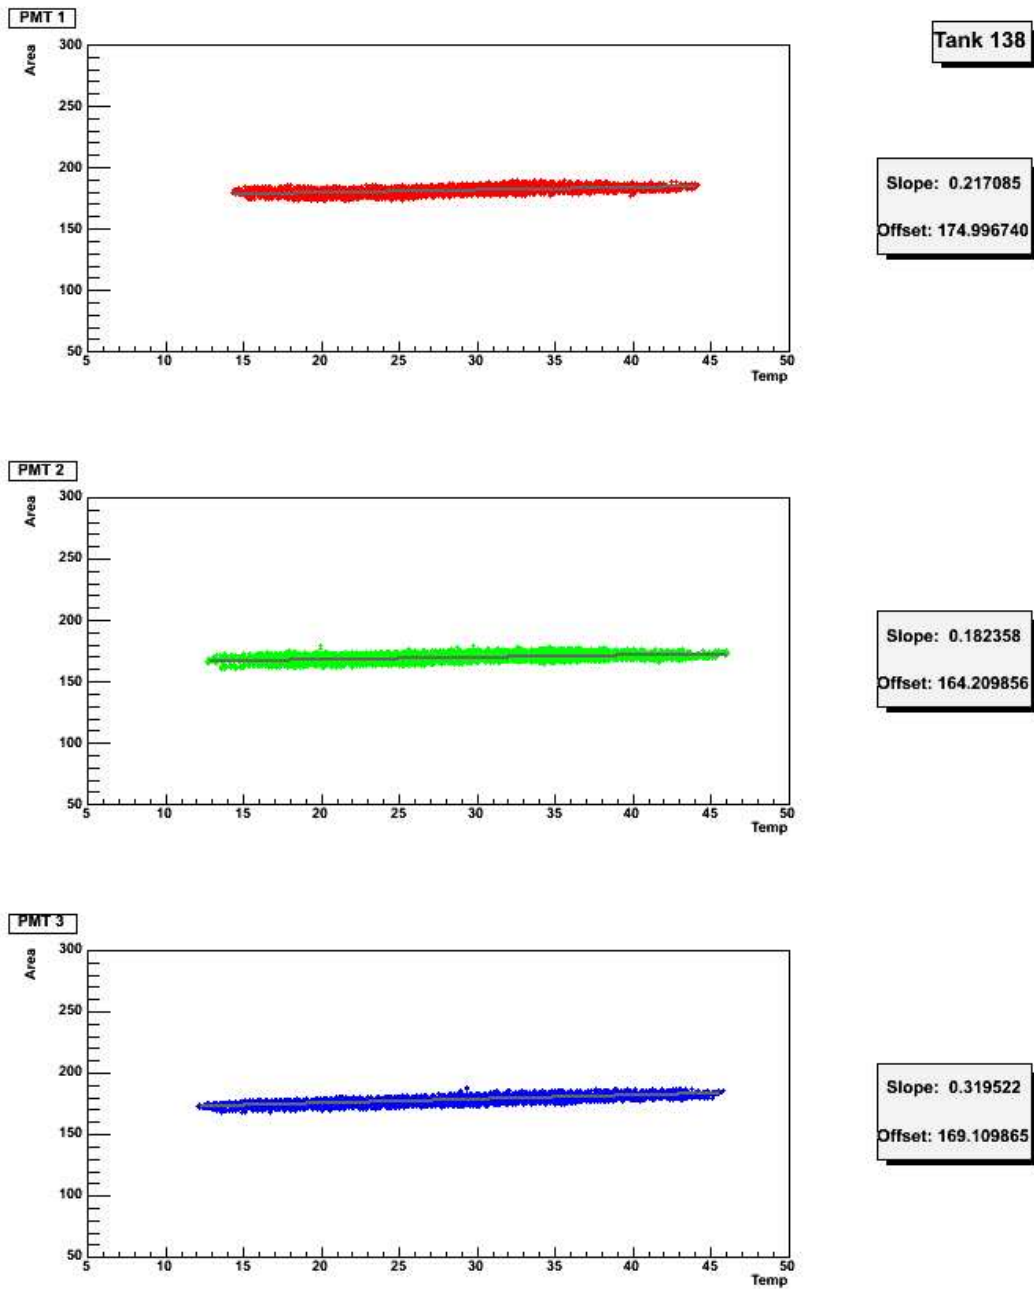 PMT 1
Tank 138
Area
300
250
200
150
100
50
5 10 15 20 25 30 35 40 45 50
Temp
Slope: 0.217085
Offset: 174.996740
PMT 2
Area
300
250
200
150
100
50
5 10 15 20 25 30 35 40 45 50
Temp
Slope: 0.182358
Offset: 164.209856
PMT 3
Area
300
250
200
150
100
50
5 10 15 20 25 30 35 40 45 50
Temp
Slope: 0.319522
Offset: 169.109865